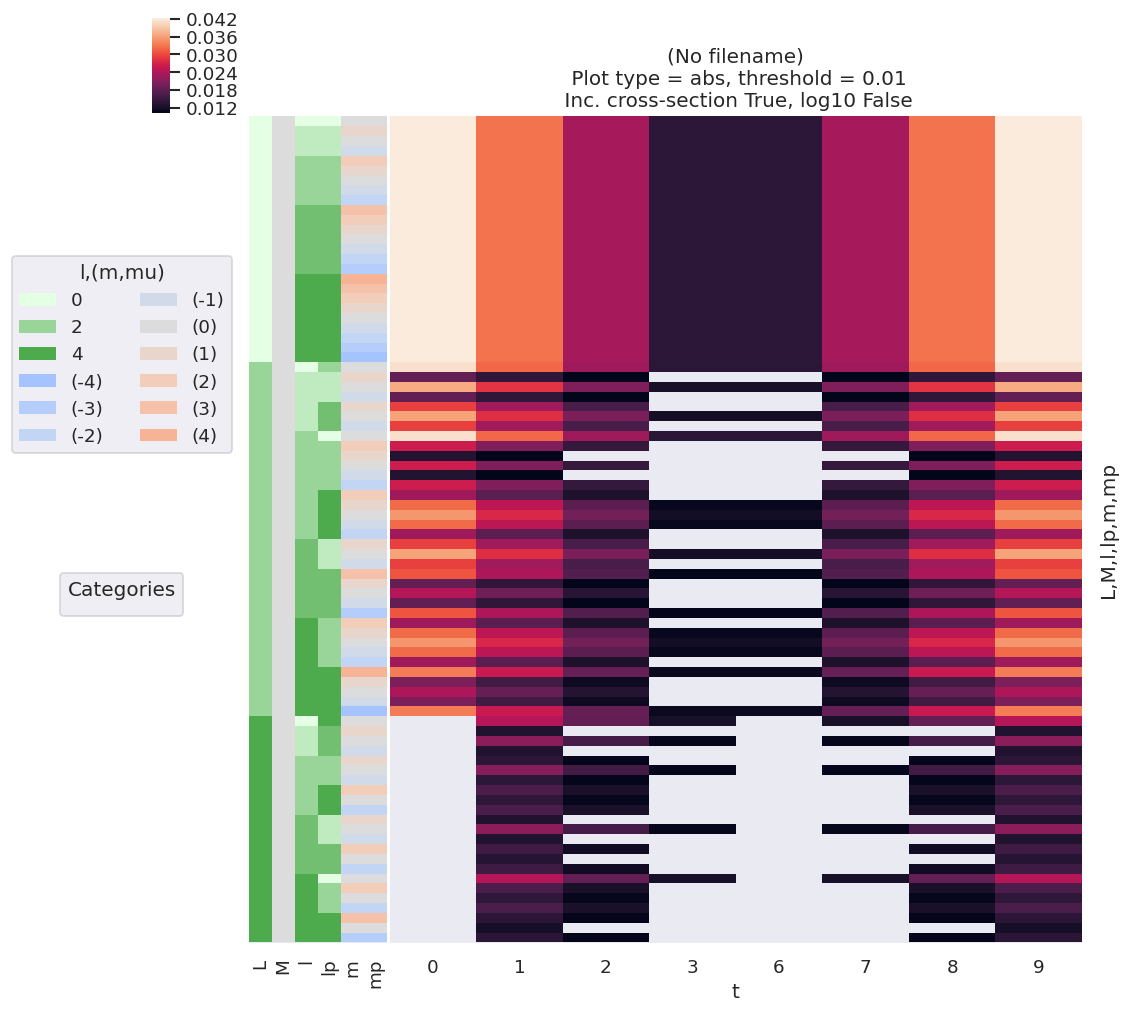 0.042
0.036
0.030
0.024
0.018
0.012
(No filename)
Plot type = abs, threshold = 0.01
Inc. cross-section True, log10 False
l,(m,mu)
0 (-1)
2 (0)
4 (1)
(-4) (2)
(-3) (3)
(-2) (4)
Categories
L,M,l,lp,m,mp
L M l lp m mp
0 1 2 3 6 7 8 9
t